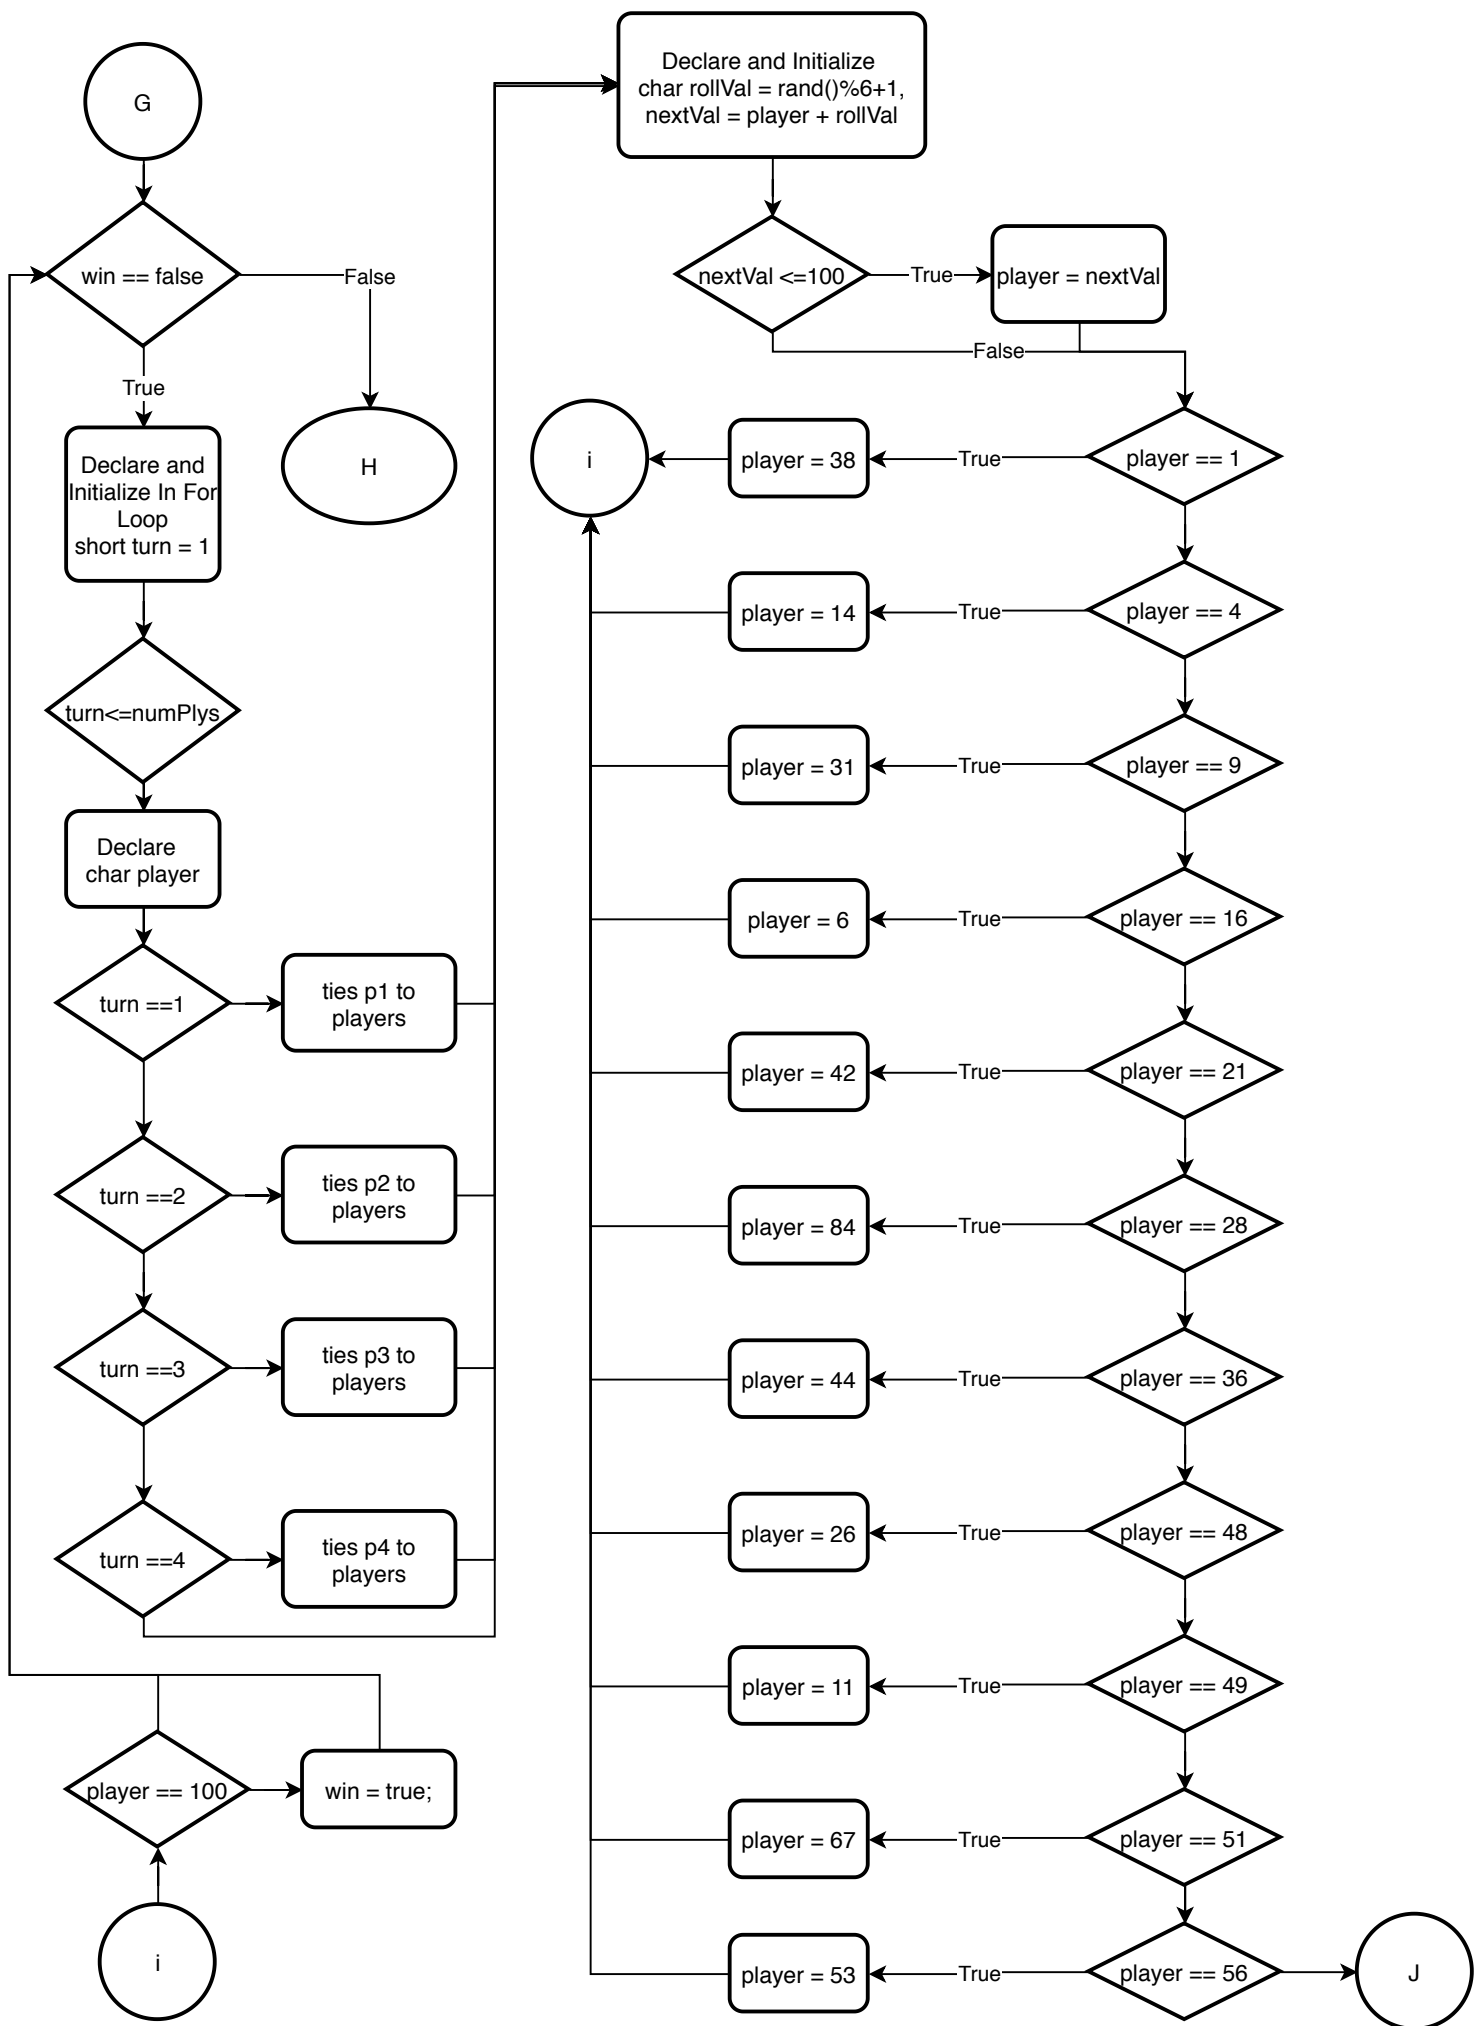 G
win == false
False
True
H
Declare and
Initialize In For
Loop
short turn = 1
turn<=numPlys
Declare
char player
turn ==1
ties p1 to
players
turn ==2
ties p2 to
players
turn ==3
ties p3 to
players
turn ==4
ties p4 to
players
player == 100
win = true;
i
Declare and Initialize
char rollVal = rand()%6+1,
nextVal = player + rollVal
nextVal <=100
True
player = nextVal
False
i
player = 38
True
player == 1
player = 14
True
player == 4
player = 31
True
player == 9
player = 6
True
player == 16
player = 42
True
player == 21
player = 84
True
player == 28
player = 44
True
player == 36
player = 26
True
player == 48
player = 11
True
player == 49
player = 67
True
player == 51
player = 53
True
player == 56
J